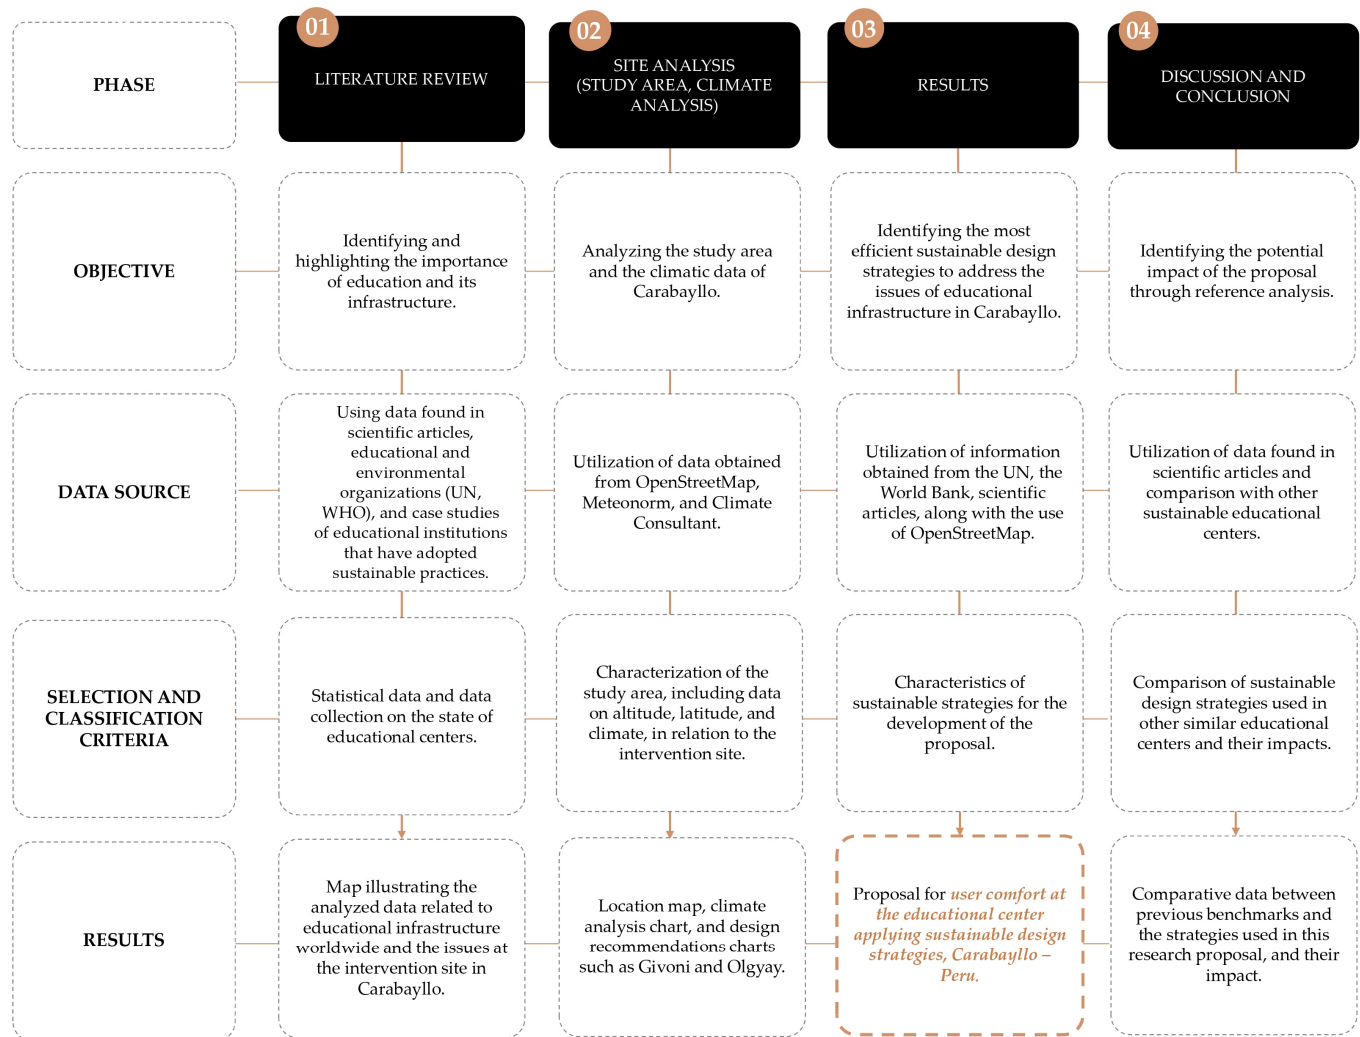 PHASE
01
LITERATURE REVIEW
02
SITE ANALYSIS
(STUDY AREA, CLIMATE
ANALYSIS)
03
RESULTS
04
DISCUSSION AND
CONCLUSION
OBJECTIVE
Identifying and
highlighting the importance
of education and its
infrastructure.
Analyzing the study area
and the climatic data of
Carabayllo.
Identifying the most
efficient sustainable design
strategies to address the
issues of educational
infrastructure in Carabayllo.
Identifying the potential
impact of the proposal
through reference analysis.
DATA SOURCE
Using data found in
scientific articles,
educational and
environmental
organizations (UN,
WHO), and case studies
of educational institutions
that have adopted
sustainable practices.
Utilization of data obtained
from OpenStreetMap,
Meteonorm, and Climate
Consultant.
Utilization of information
obtained from the UN, the
World Bank, scientific
articles, along with the use
of OpenStreetMap.
Utilization of data found in
scientific articles and
comparison with other
sustainable educational
centers.
SELECTION AND
CLASSIFICATION
CRITERIA
Statistical data and data
collection on the state of
educational centers.
Characterization of the
study area, including data
on altitude, latitude, and
climate, in relation to the
intervention site.
Characteristics of
sustainable strategies for the
development of the
proposal.
Comparison of sustainable
design strategies used in
other similar educational
centers and their impacts.
RESULTS
Map illustrating the
analyzed data related to
educational infrastructure
worldwide and the issues at
the intervention site in
Carabayllo.
Location map, climate
analysis chart, and design
recommendations charts
such as Givoni and Olgyay.
Proposal for user comfort at
the educational center
applying sustainable design
strategies, Carabayllo –
Peru.
Comparative data between
previous benchmarks and
the strategies used in this
research proposal, and their
impact.